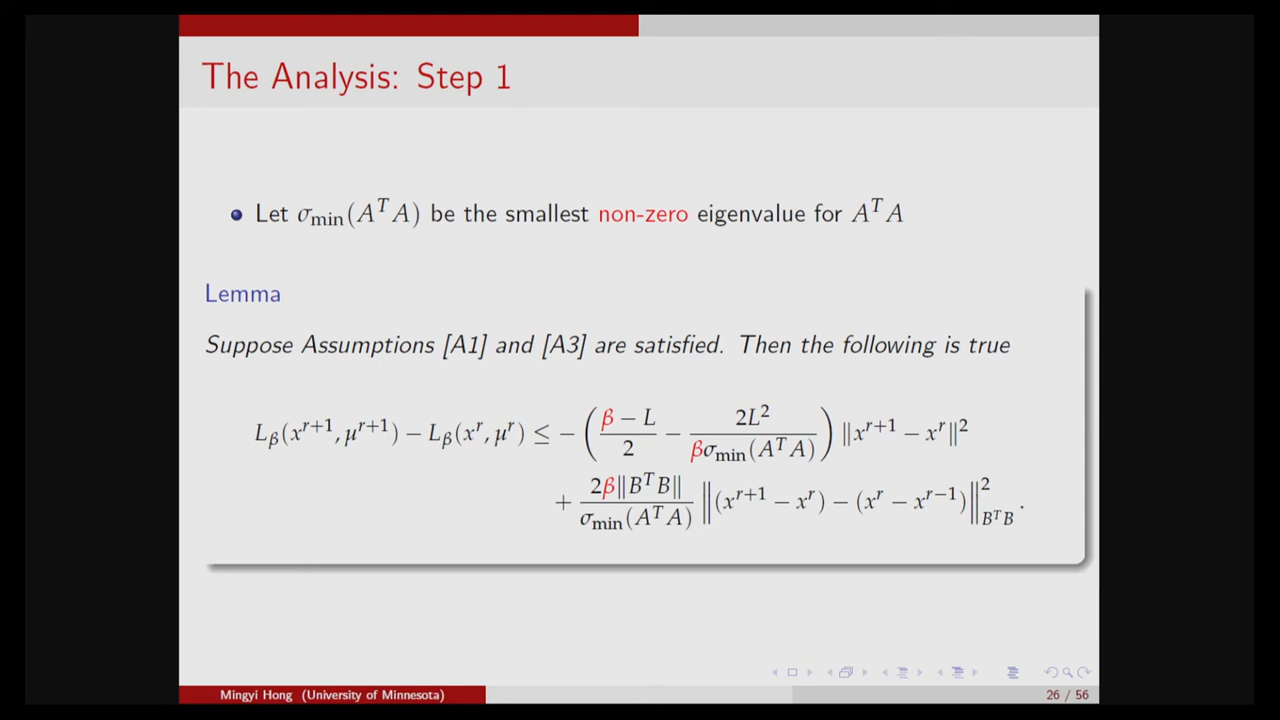 The Analysis: Step 1
Let σ_min(A^T A) be the smallest non-zero eigenvalue for A^T A
Lemma
Suppose Assumptions [A1] and [A3] are satisfied. Then the following is true
L_β(x^{r+1}, μ^{r+1}) − L_β(x^r, μ^r) ≤ −( (β − L)/2 − 2L^2/(βσ_min(A^T A)) ) ‖x^{r+1} − x^r‖^2
+ 2β‖B^T B‖/σ_min(A^T A) ‖(x^{r+1} − x^r) − (x^r − x^{r−1})‖^2_{B^T B}.
Mingyi Hong (University of Minnesota)
26 / 56